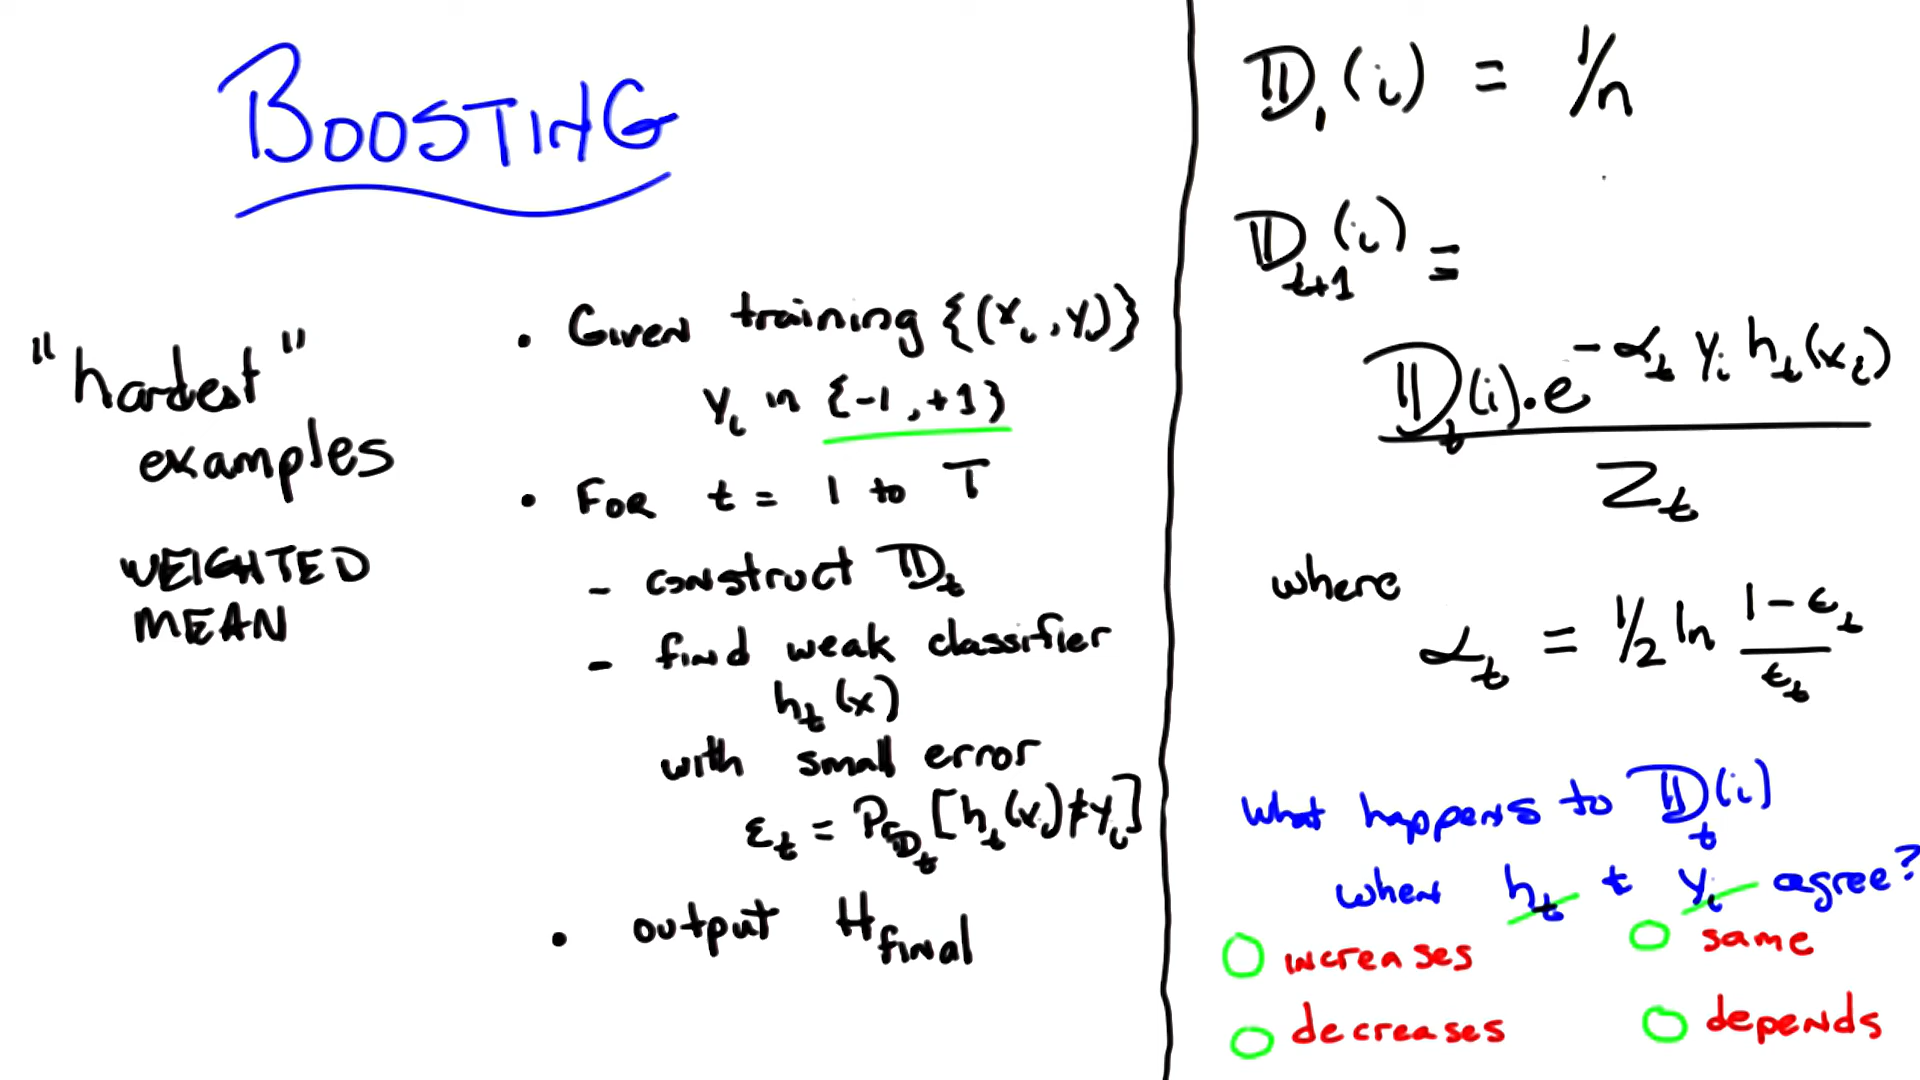 BOOSTING
"hardest"
examples
WEIGHTED
MEAN
• Given training {(xᵢ, yᵢ)}
yᵢ in {-1, +1}
• For t = 1 to T
- construct 𝔻ₜ
- find weak classifier
hₜ(x)
with small error
εₜ = Pr_𝔻ₜ [hₜ(xᵢ) ≠ yᵢ]
• output H_final
𝔻₁(i) = 1/n
𝔻ₜ₊₁(i) =
𝔻ₜ(i) · e^(-αₜ yᵢ hₜ(xᵢ))
Zₜ
where
αₜ = 1/2 ln (1-εₜ)/εₜ
What happens to 𝔻ₜ(i)
when hₜ + yᵢ agree?
increases
same
decreases
depends